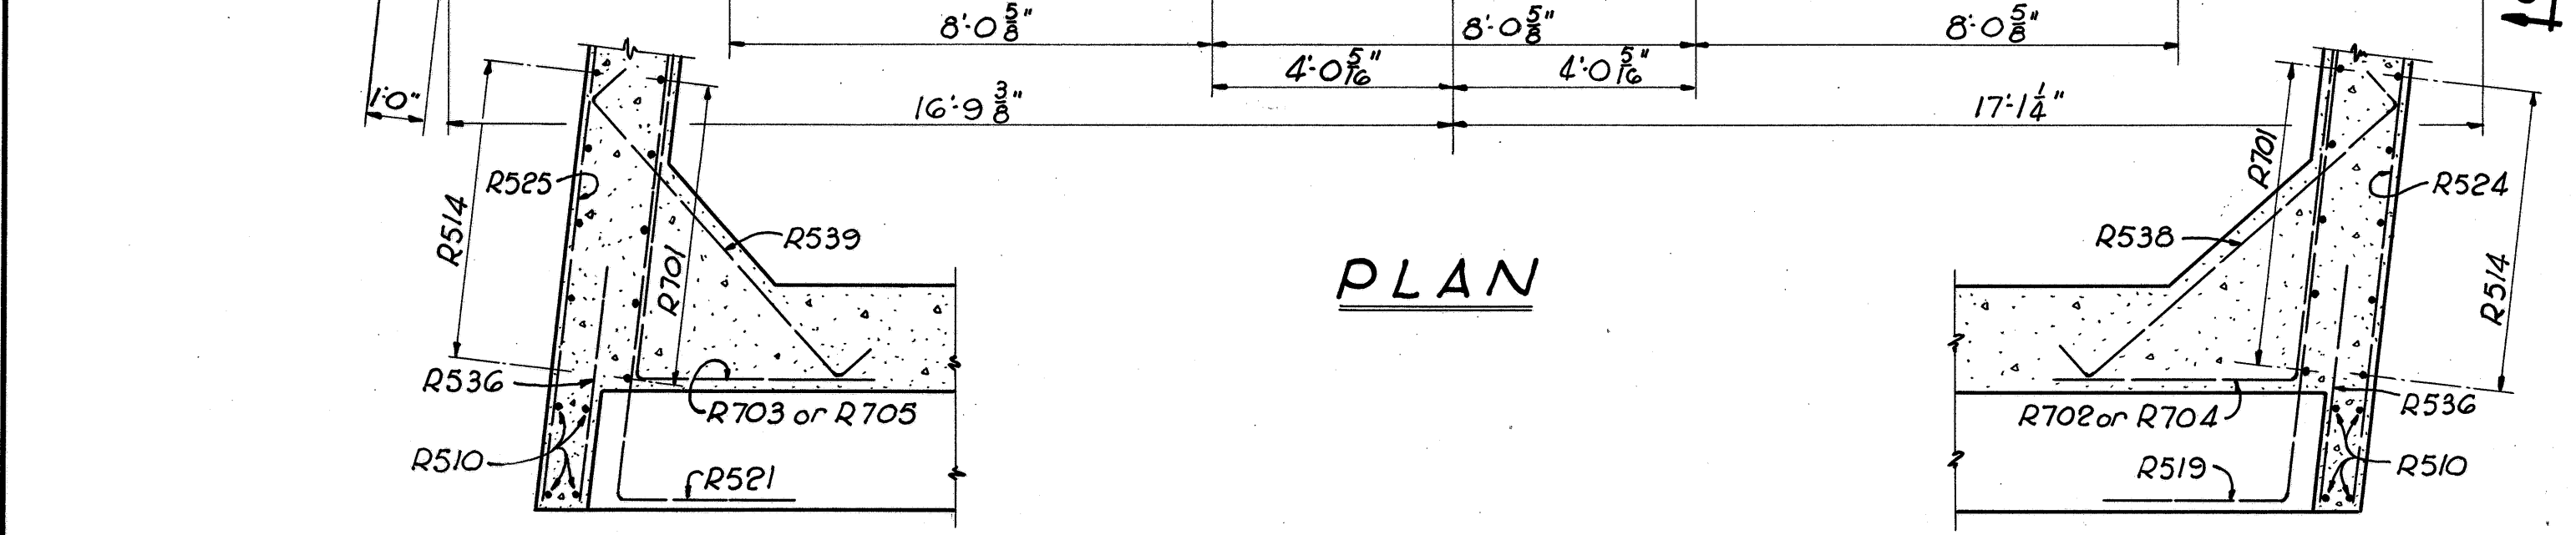 8'-0 5/8" 8'-0 5/8" 8'-0 5/8"
4'-0 5/16" 4'-0 5/16"
1'-0" 16'-9 3/8" 17'-1 1/4"
R525 R701 R524
R514 R539 R538
R701 PLAN R514
R536 R703 or R705 R702 or R704 R536
R510 R521 R519 R510